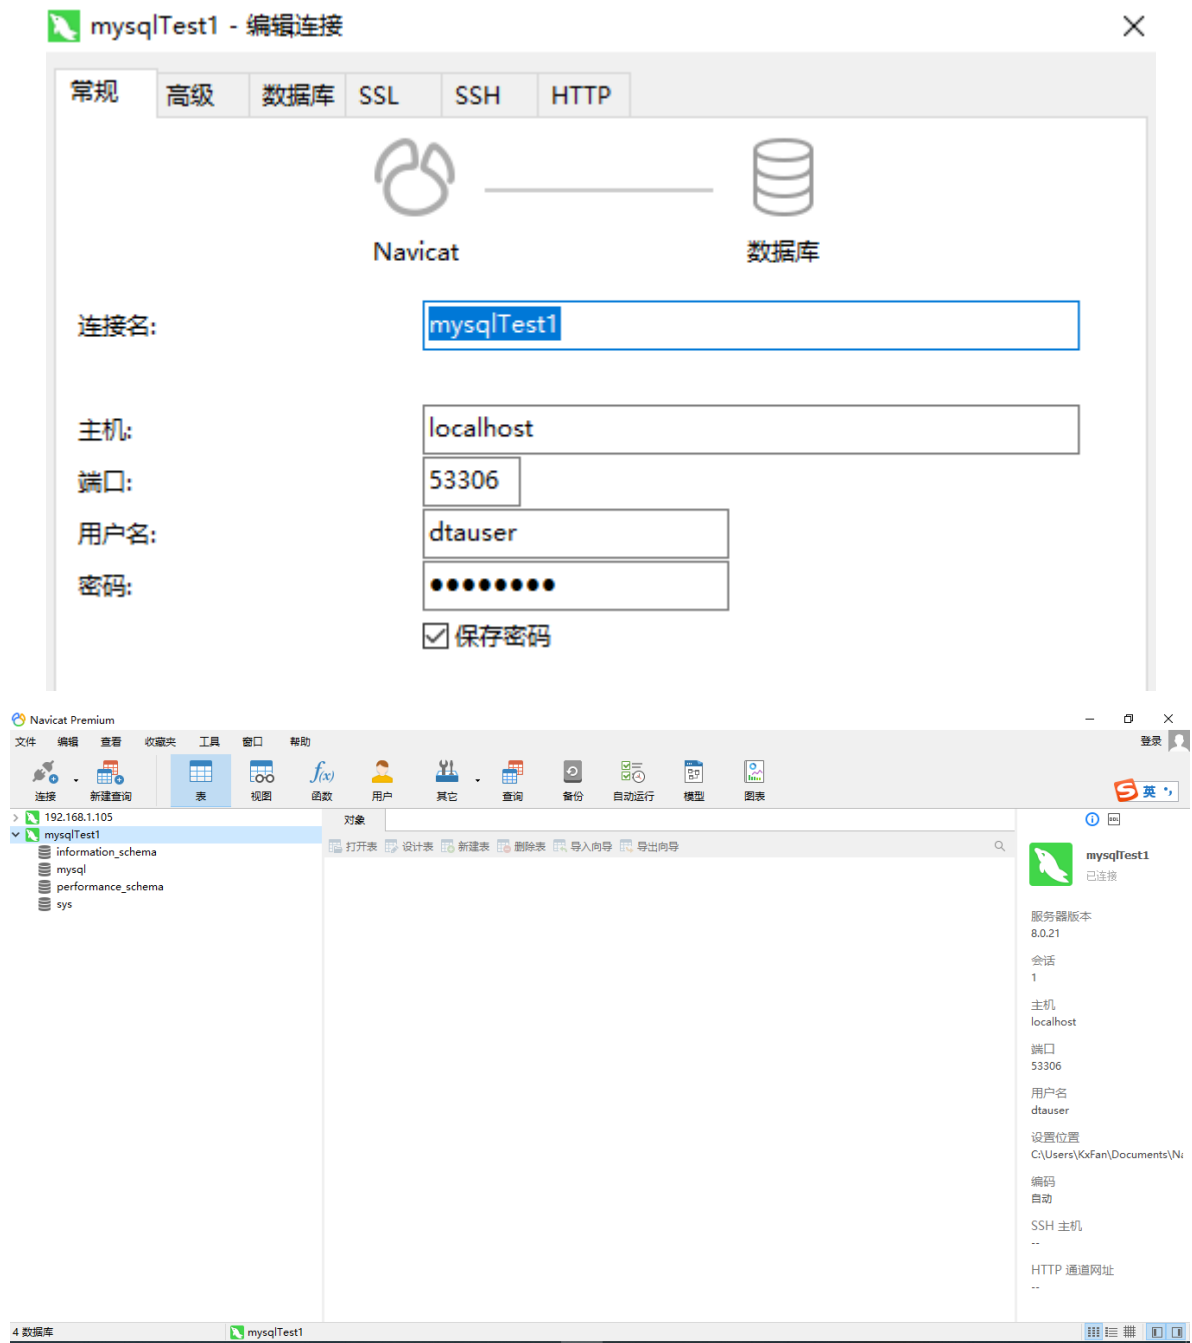 mysqlTest1 - 编辑连接
常规 高级 数据库 SSL SSH HTTP
Navicat 数据库
连接名: mysqlTest1
主机: localhost
端口: 53306
用户名: dtauser
密码: ●●●●●●●●
保存密码
Navicat Premium
文件 编辑 查看 收藏夹 工具 窗口 帮助 登录
f(x)
连接 新建查询 表 视图 函数 用户 其它 查询 备份 自动运行 模型 图表
英
192.168.1.105
mysqlTest1
information_schema
mysql
performance_schema
sys
对象
打开表 设计表 新建表 删除表 导入向导 导出向导
mysqlTest1
已连接
服务器版本
8.0.21
会话
1
主机
localhost
端口
53306
用户名
dtauser
设置位置
C:\Users\KxFan\Documents\Na
编码
自动
SSH 主机
--
HTTP 通道网址
--
4 数据库 mysqlTest1